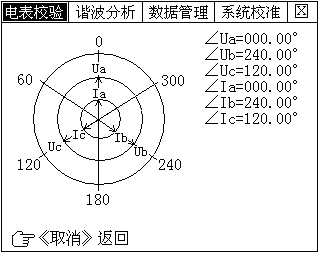 电表校验 谐波分析 数据管理 系统校准
0
60 300
Ua
Ia
Ic Ib
Uc Ub
120 240
180
∠Ua=000.00°
∠Ub=240.00°
∠Uc=120.00°
∠Ia=000.00°
∠Ib=240.00°
∠Ic=120.00°
《取消》返回